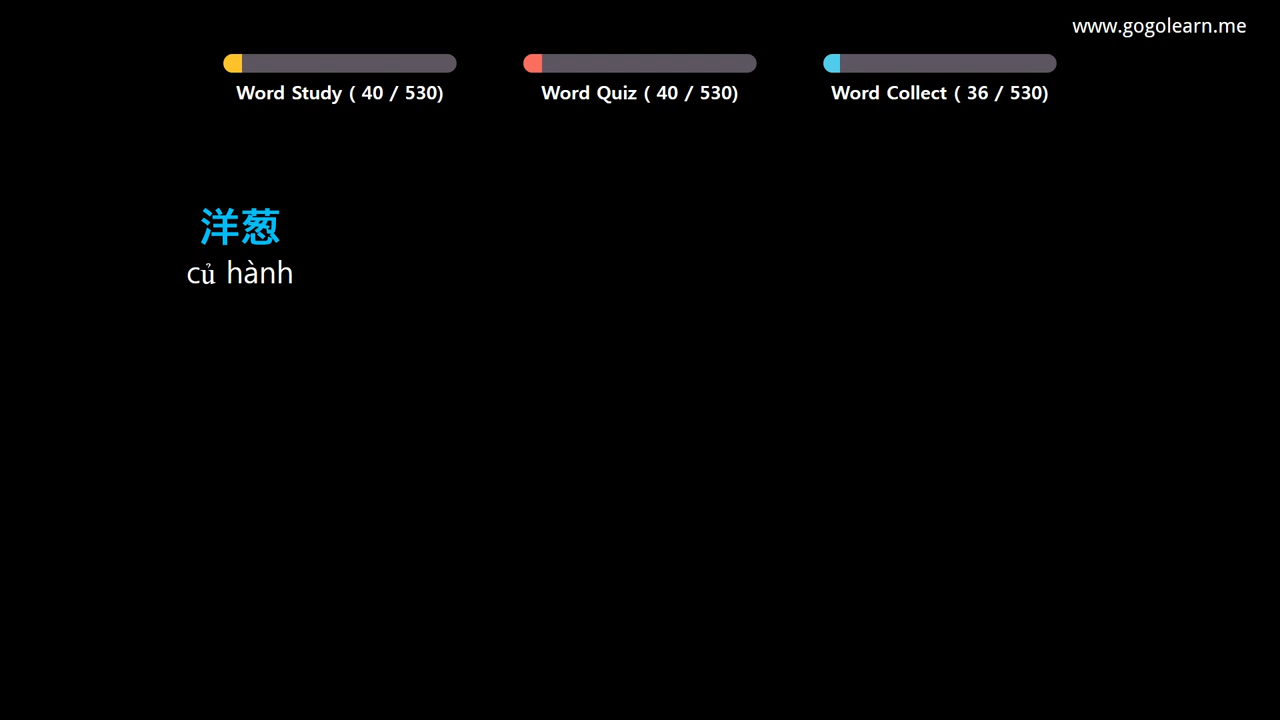 www.gogolearn.me
Word Study ( 40 / 530)
Word Quiz ( 40 / 530)
Word Collect ( 36 / 530)
洋葱
củ hành